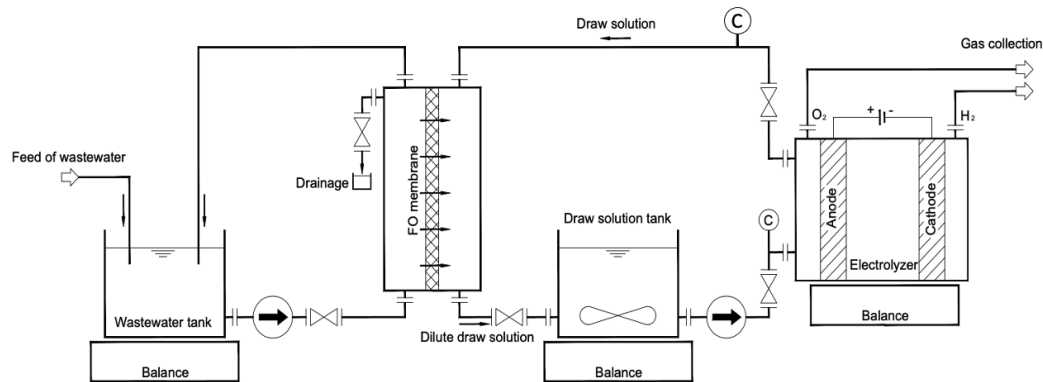 Draw solution
C
Gas collection
O₂
+ -
H₂
Feed of wastewater
Drainage
FO membrane
Draw solution tank
C
Anode
Cathode
Electrolyzer
Wastewater tank
Dilute draw solution
Balance
Balance
Balance